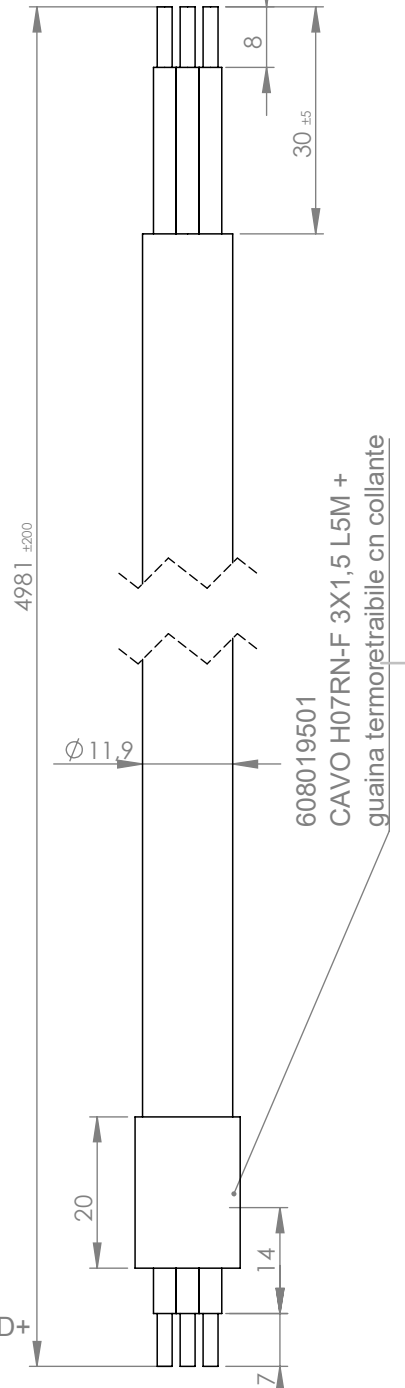 8
30 ±5
4981 ±200
608019501
CAVO H07RN-F 3X1,5 L5M +
guaina termoretraibile cn collante
Ø 11,9
20
14
7
D+